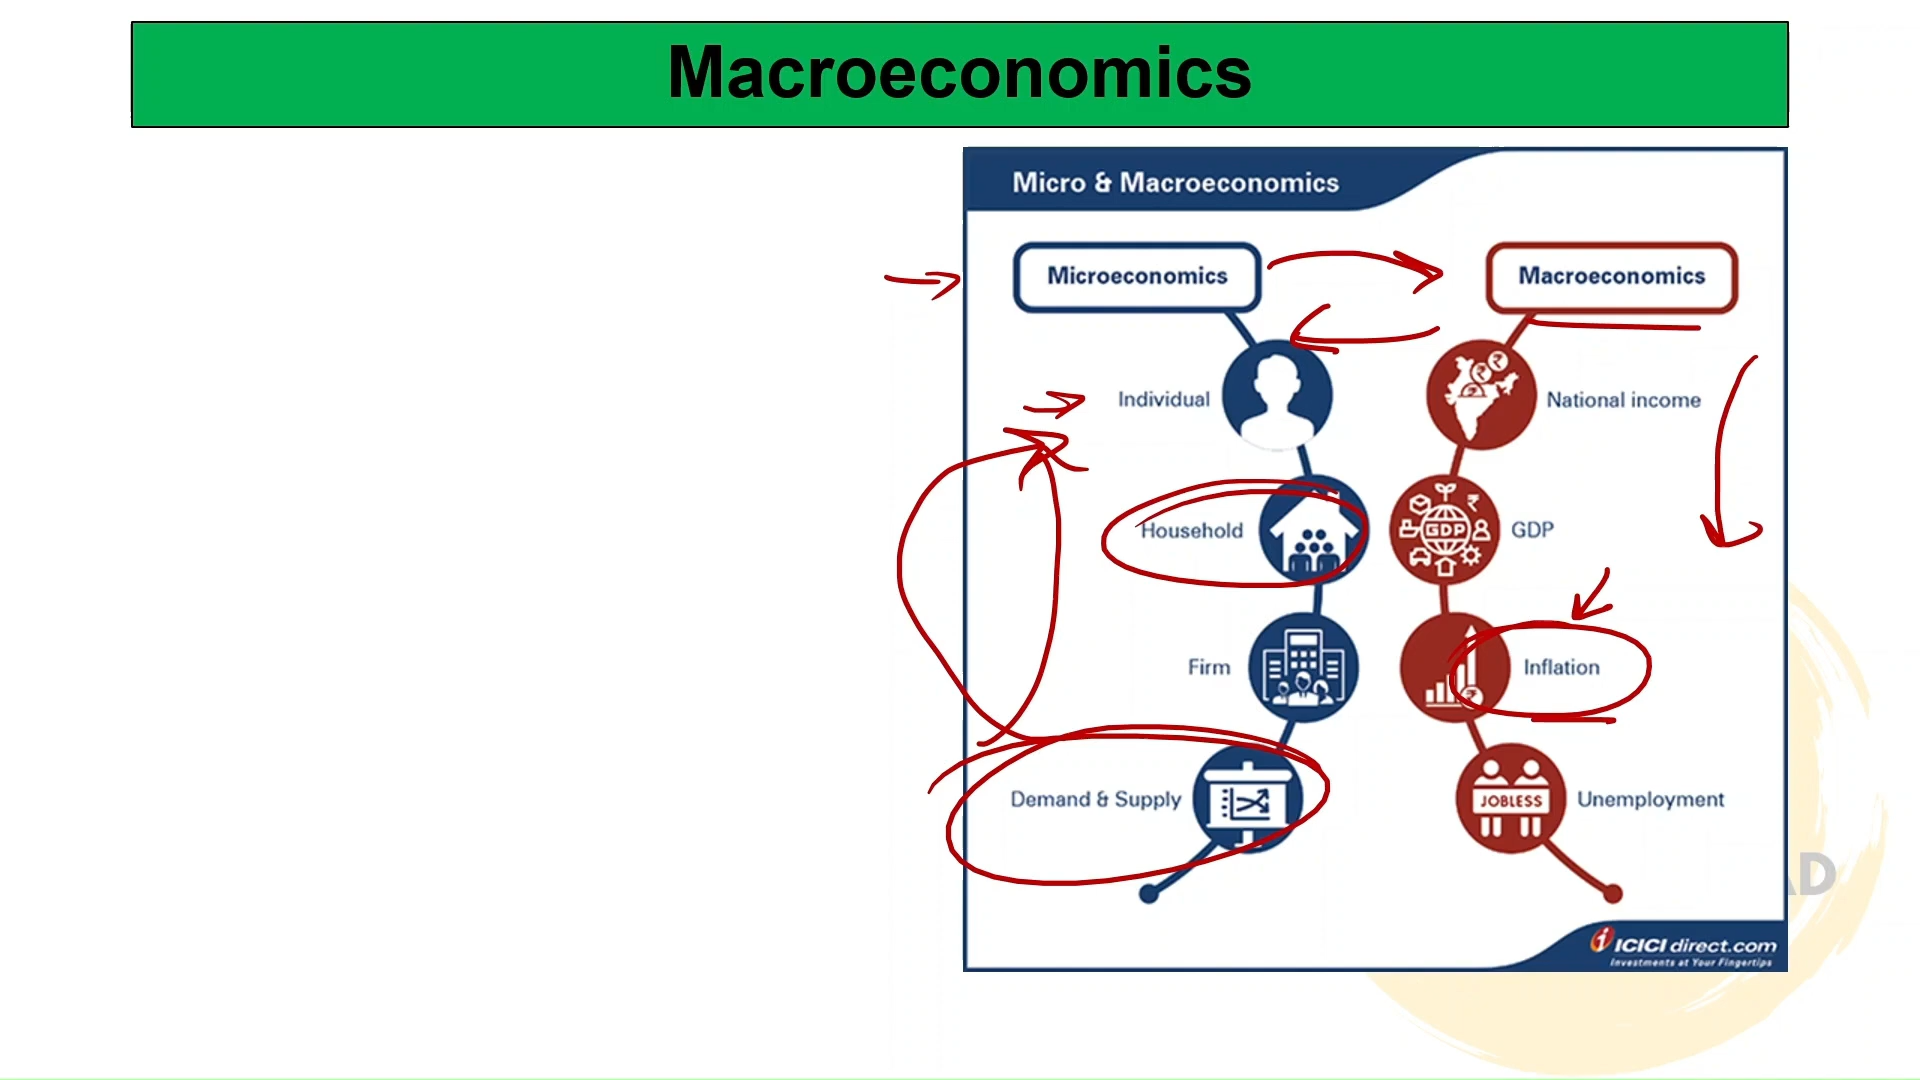 Macroeconomics
Micro & Macroeconomics
Microeconomics
Macroeconomics
Individual
National income
Household
GDP
GDP
Firm
Inflation
Demand & Supply
JOBLESS
Unemployment
AD
ICICI direct.com
Investments at Your Fingertips